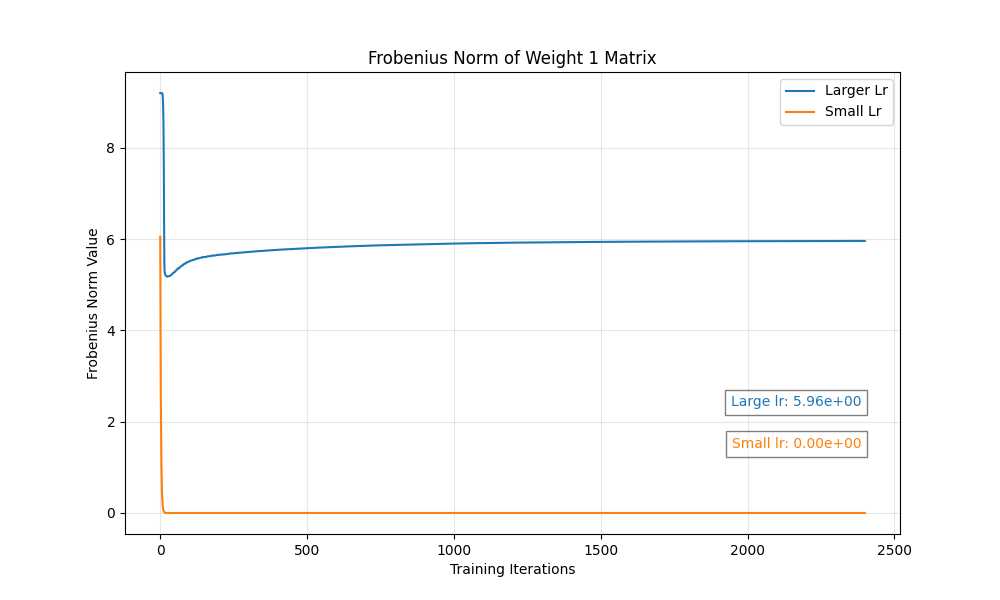 Frobenius Norm of Weight 1 Matrix
Larger Lr
Small Lr
8
6
4
2
0
Frobenius Norm Value
Large lr: 5.96e+00
Small lr: 0.00e+00
0
500
1000
1500
2000
2500
Training Iterations